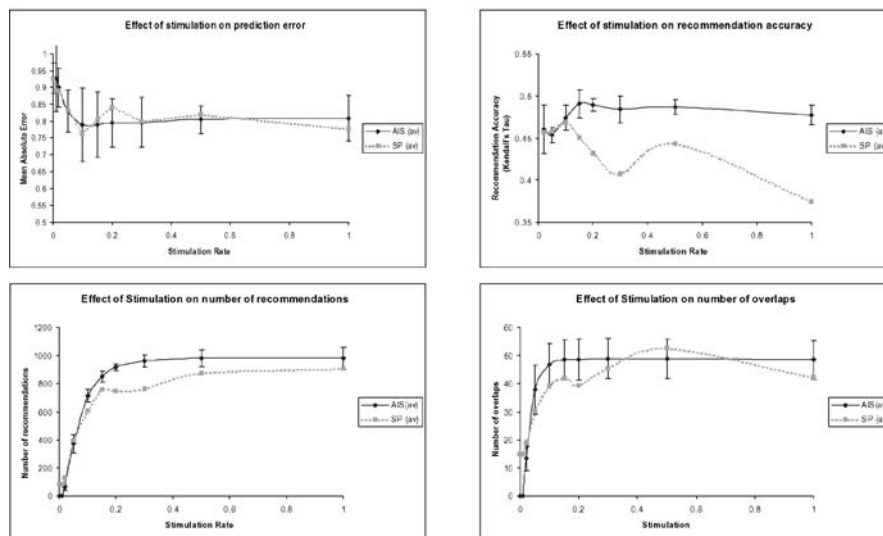 Effect of stimulation on prediction error
Mean Absolute Error
1
0.95
0.9
0.85
0.8
0.75
0.7
0.65
0.6
0.55
0.5
0
0.2
0.4
0.6
0.8
1
Stimulation Rate
AIS (av)
SP (av)
Effect of stimulation on recommendation accuracy
Recommendation Accuracy
(Kendall's Tau)
0.55
0.5
0.45
0.4
0.35
0
0.2
0.4
0.6
0.8
1
Stimulation Rate
AIS (a
SP (av
Effect of Stimulation on number of recommendations
Number of recommendations
1200
1000
800
600
400
200
0
0
0.2
0.4
0.6
0.8
1
Stimulation Rate
AIS(av)
SP (av)
Effect of Stimulation on number of overlaps
Number of overlaps
60
50
40
30
20
10
0
0
0.2
0.4
0.6
0.8
1
Stimulation
AIS(av
SP (av